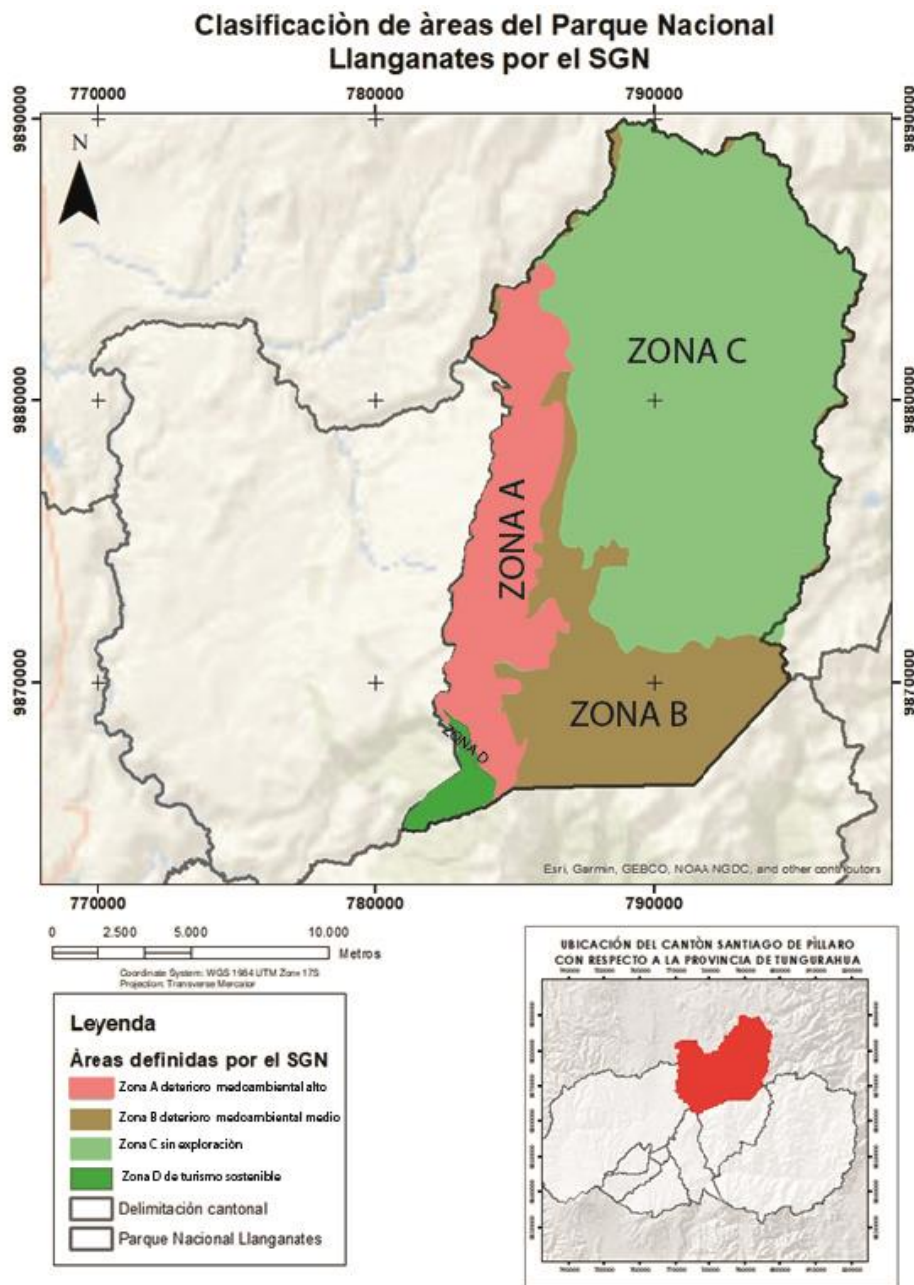 Clasificaciòn de àreas del Parque Nacional
Llanganates por el SGN
770000 780000 790000
9890000 9890000
N
ZONA C
9880000 9880000
ZONA A
9870000 9870000
ZONA B
ZONA D
Esri, Garmin, GEBCO, NOAA NGDC, and other contributors
770000 780000 790000
0 2.500 5.000 10.000
Metros
Coordinate System: WGS 1984 UTM Zone 17S
Projection: Transverse Mercator
Leyenda
Àreas definidas por el SGN
Zona A deterioro medoambiental alto
Zona B deterioro medoambiental medio
Zona C sin exploraciòn
Zona D de turismo sostenible
Delimitación cantonal
Parque Nacional Llanganates
UBICACIÓN DEL CANTÒN SANTIAGO DE PÌLLARO
CON RESPECTO A LA PROVINCIA DE TUNGURAHUA